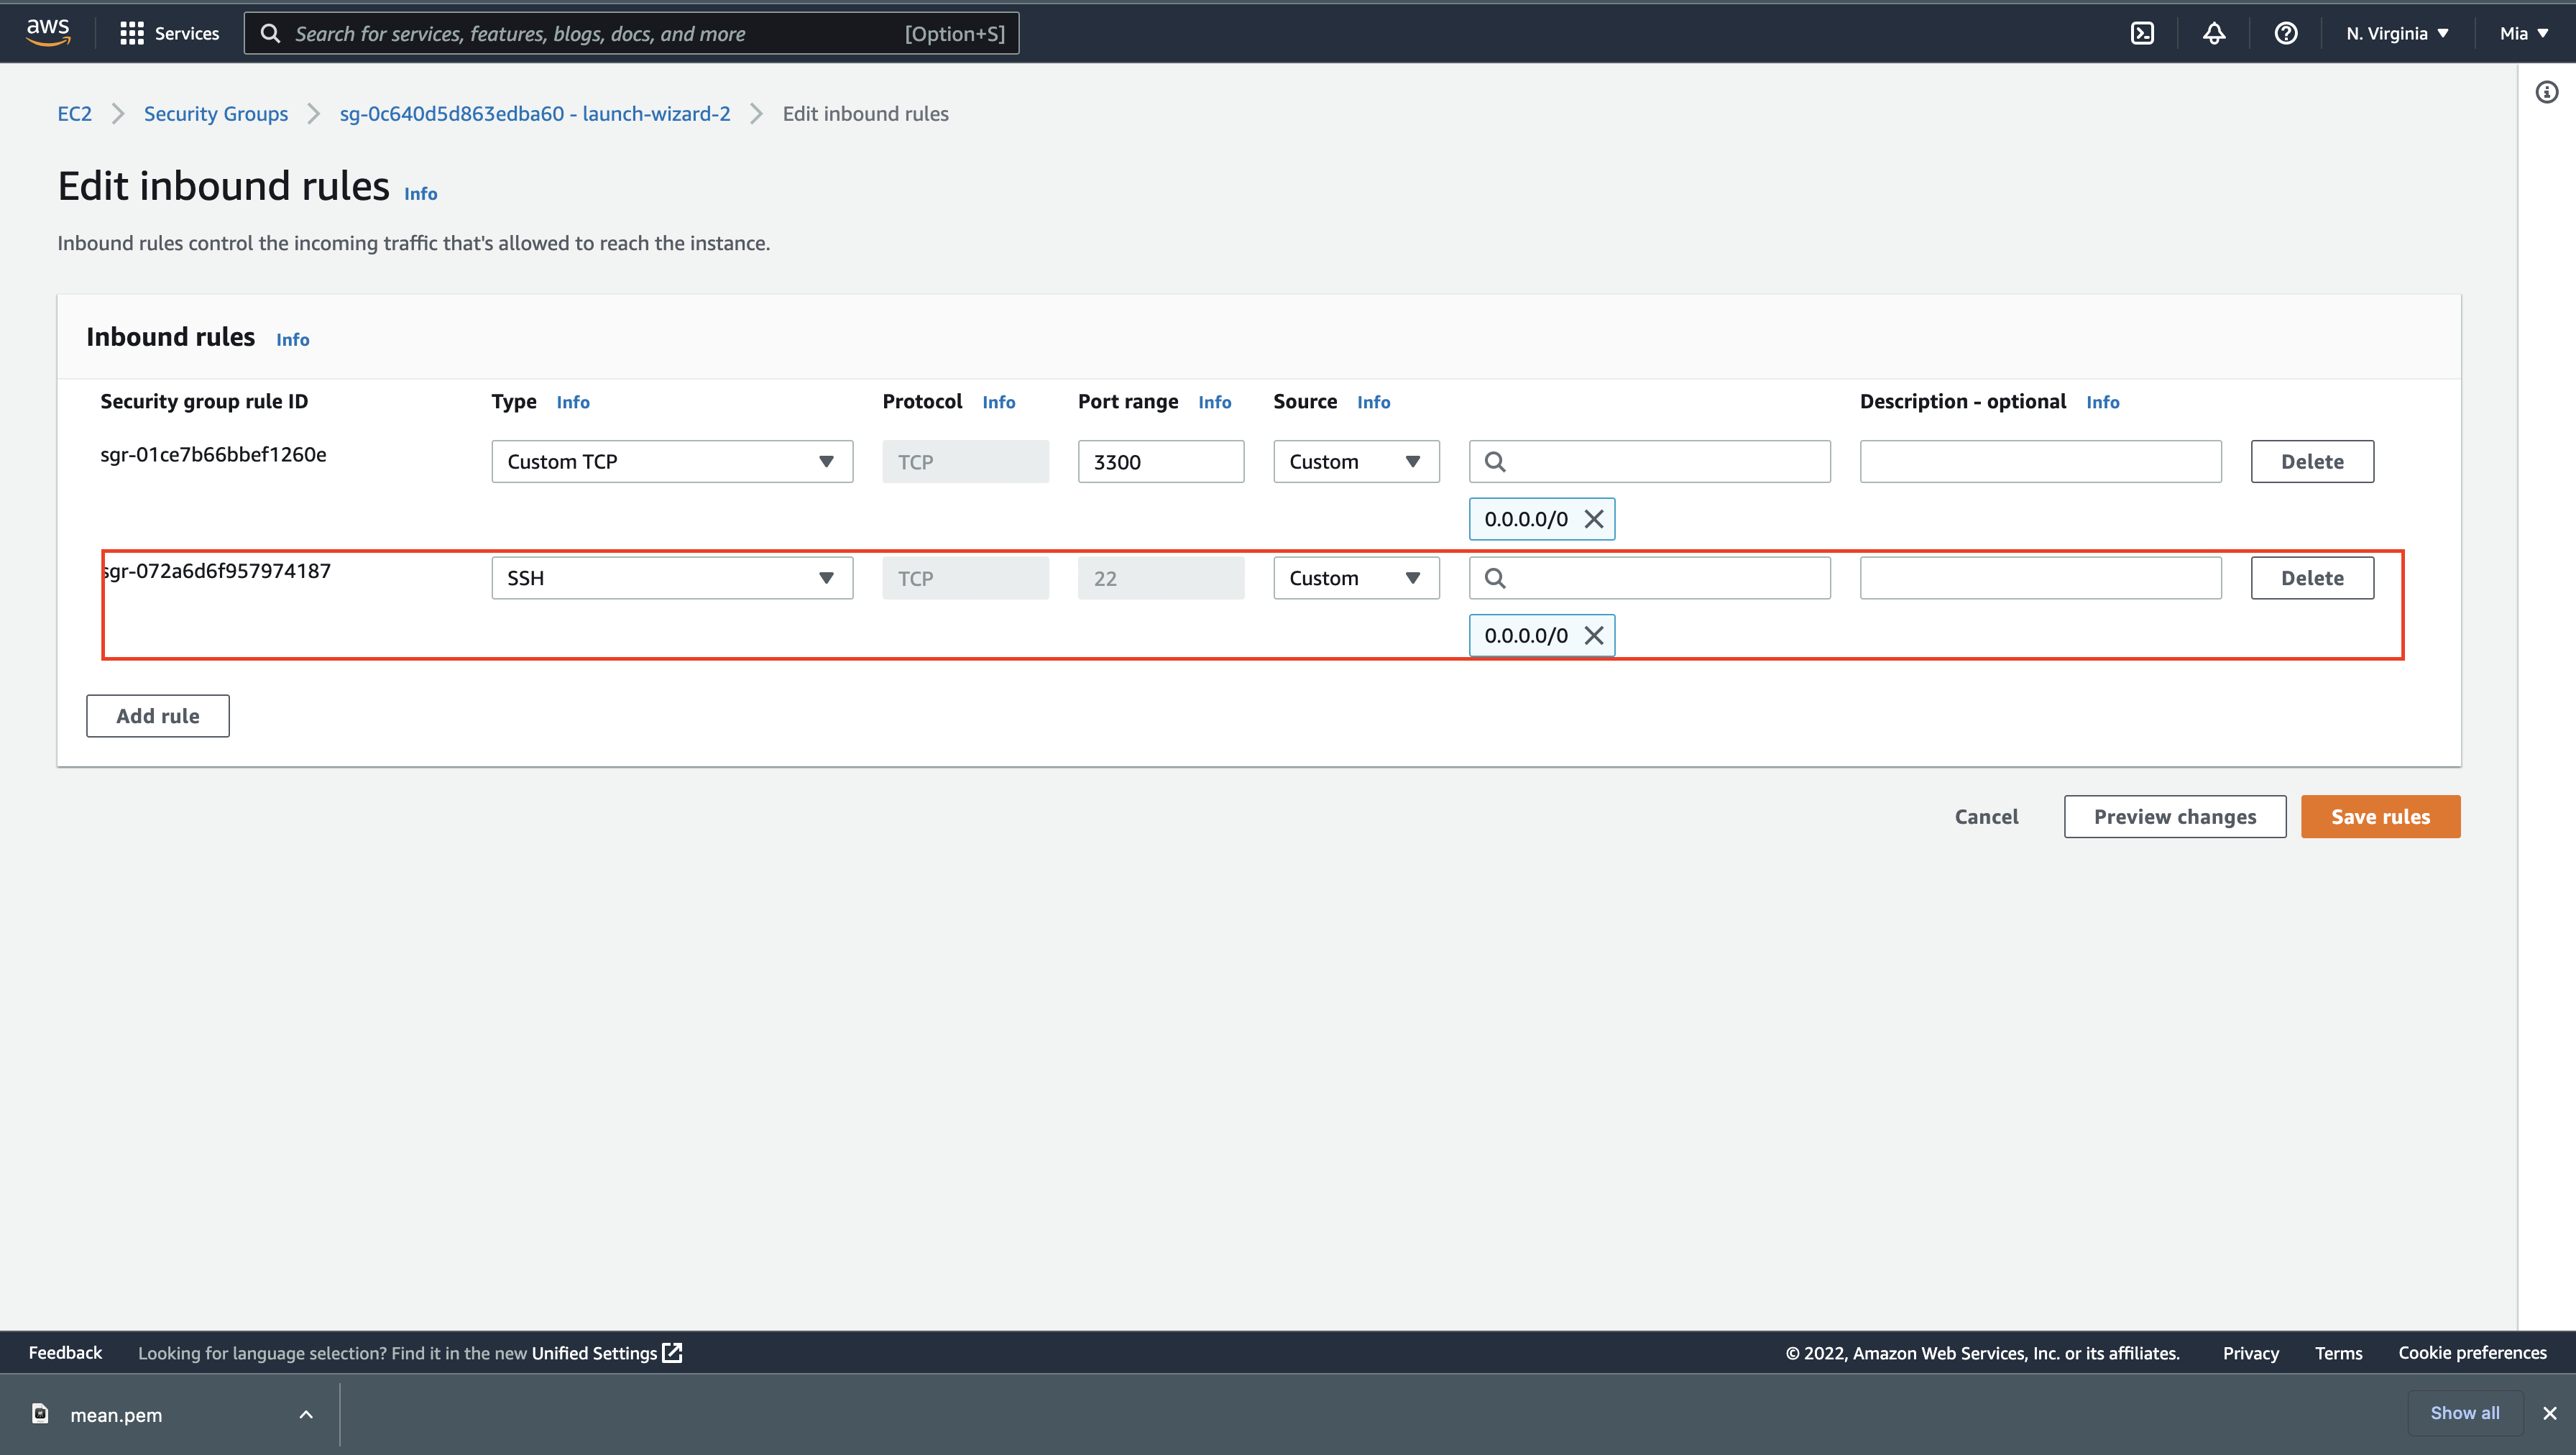 aws Services Search for services, features, blogs, docs, and more [Option+S] N. Virginia Mia
EC2 Security Groups sg-0c640d5d863edba60 - launch-wizard-2 Edit inbound rules
Edit inbound rules Info
Inbound rules control the incoming traffic that's allowed to reach the instance.
Inbound rules Info
Security group rule ID Type Info Protocol Info Port range Info Source Info Description - optional Info
sgr-01ce7b66bbef1260e Custom TCP TCP 3300 Custom Delete
0.0.0.0/0
sgr-072a6d6f957974187 SSH TCP 22 Custom Delete
0.0.0.0/0
Add rule
Cancel Preview changes Save rules
Feedback Looking for language selection? Find it in the new Unified Settings © 2022, Amazon Web Services, Inc. or its affiliates. Privacy Terms Cookie preferences
mean.pem Show all